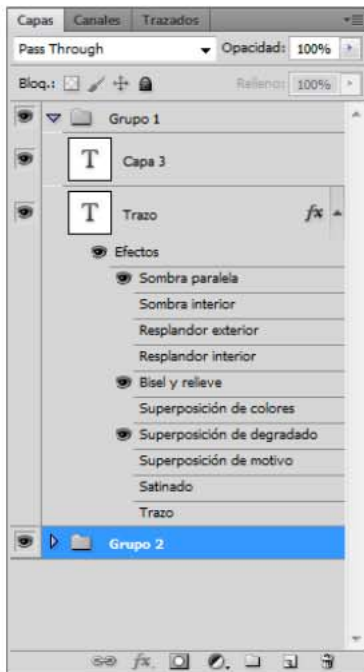 Capas Canales Trazados
Pass Through Opacidad: 100%
Bloq.: Relleno: 100%
Grupo 1
T Capa 3
T Trazo fx
Efectos
Sombra paralela
Sombra interior
Resplandor exterior
Resplandor interior
Bisel y relieve
Superposición de colores
Superposición de degradado
Superposición de motivo
Satinado
Trazo
Grupo 2
fx.